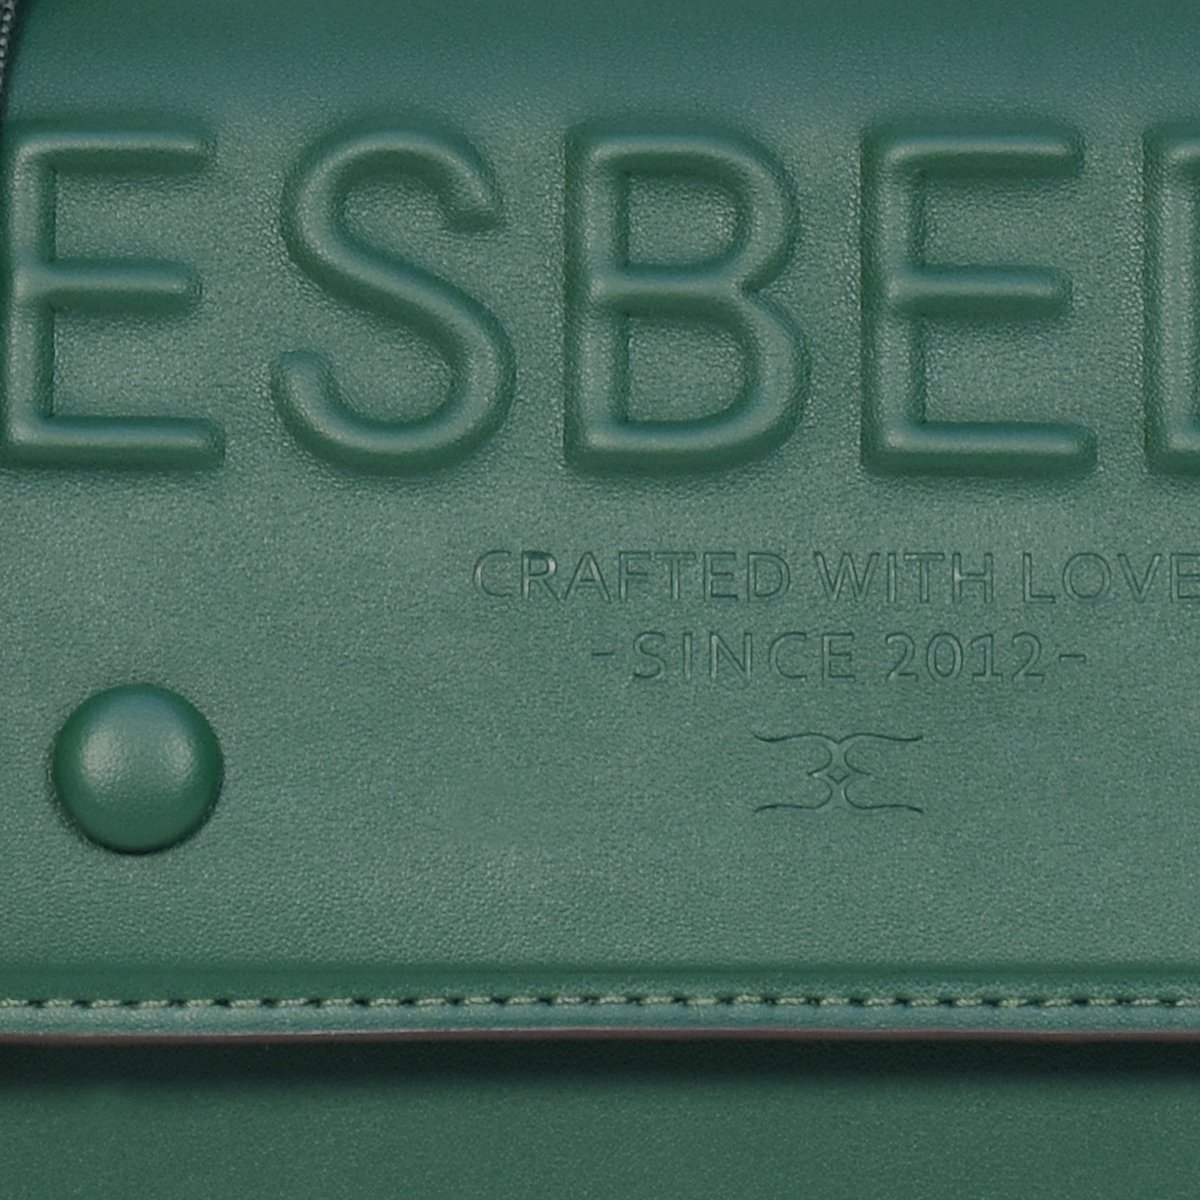 ESBE
CRAFTED WITH LOVE
-SINCE 2012-